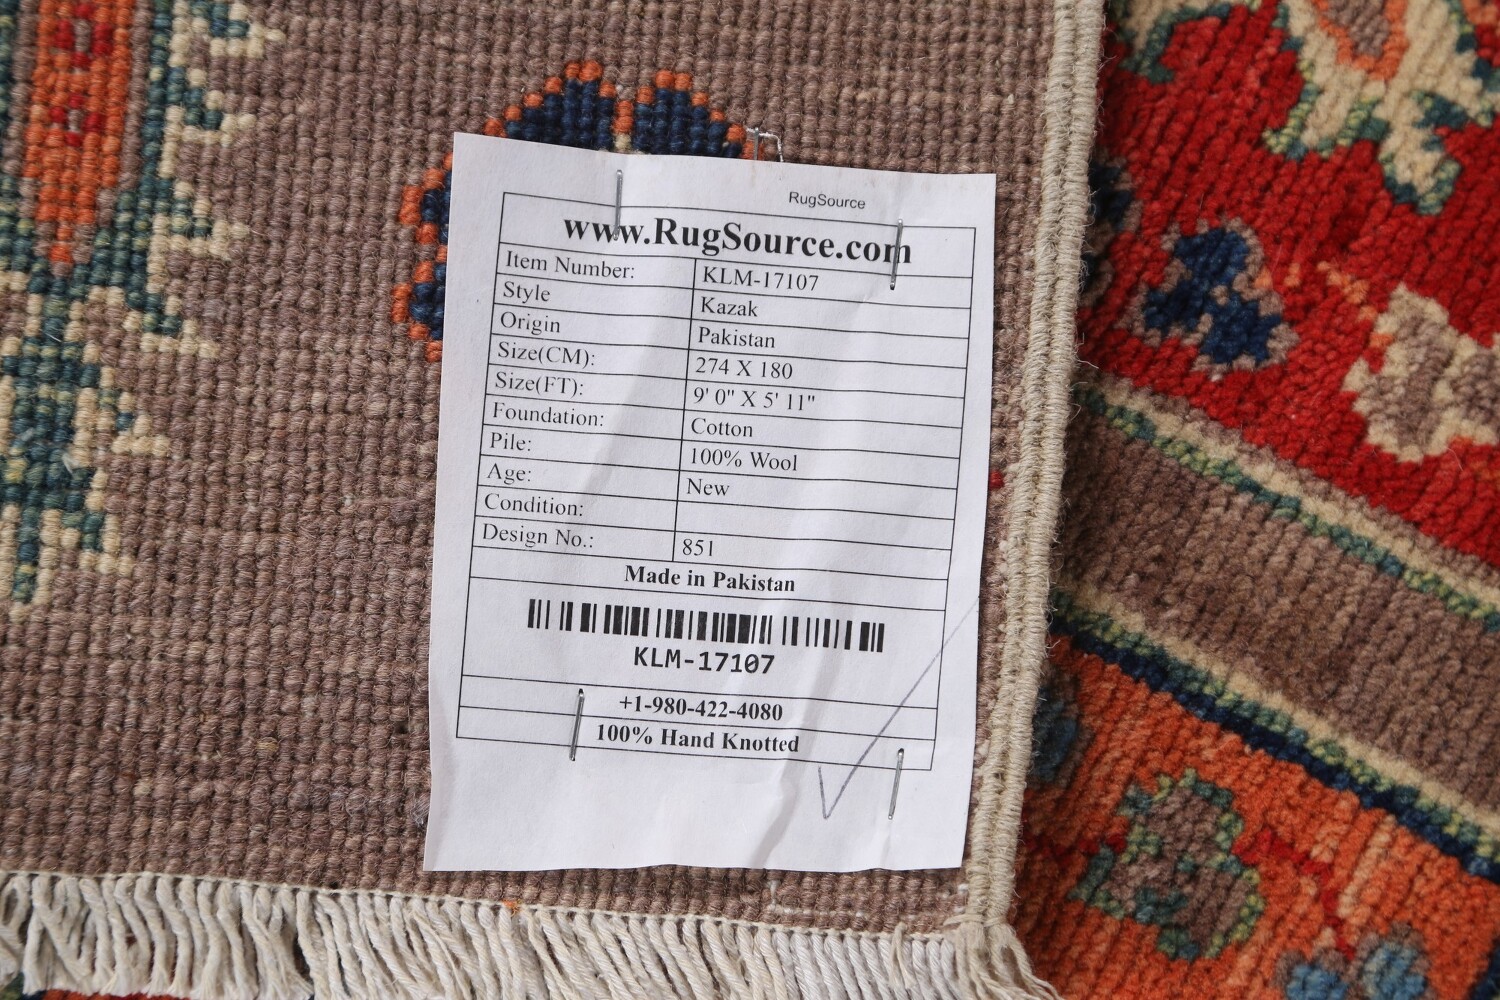 RugSource
www.RugSource.com
Item Number: KLM-17107
Style Kazak
Origin Pakistan
Size(CM): 274 X 180
Size(FT): 9' 0" X 5' 11"
Foundation: Cotton
Pile: 100% Wool
Age: New
Condition:
Design No.: 851
Made in Pakistan
KLM-17107
+1-980-422-4080
100% Hand Knotted